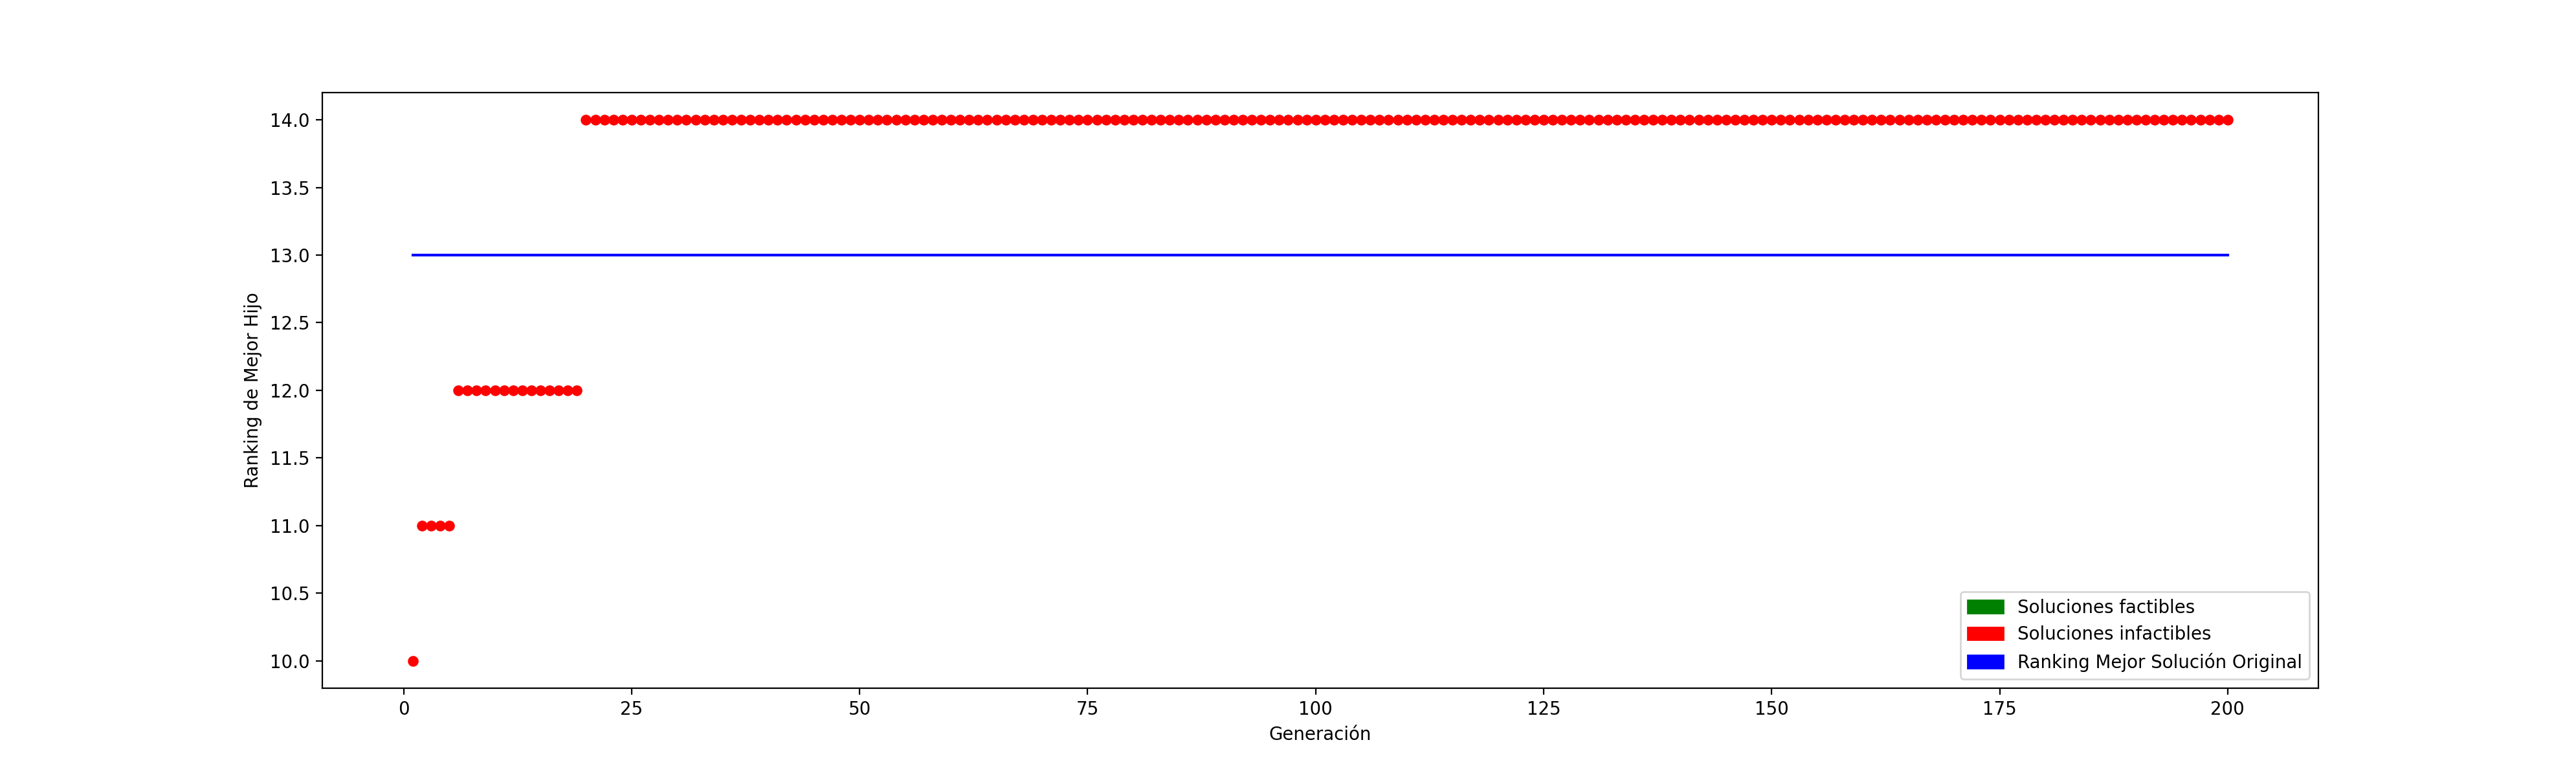 14.0
13.5
13.0
12.5
12.0
11.5
11.0
10.5
10.0
Ranking de Mejor Hijo
Soluciones factibles
Soluciones infactibles
Ranking Mejor Solución Original
0 25 50 75 100 125 150 175 200
Generación